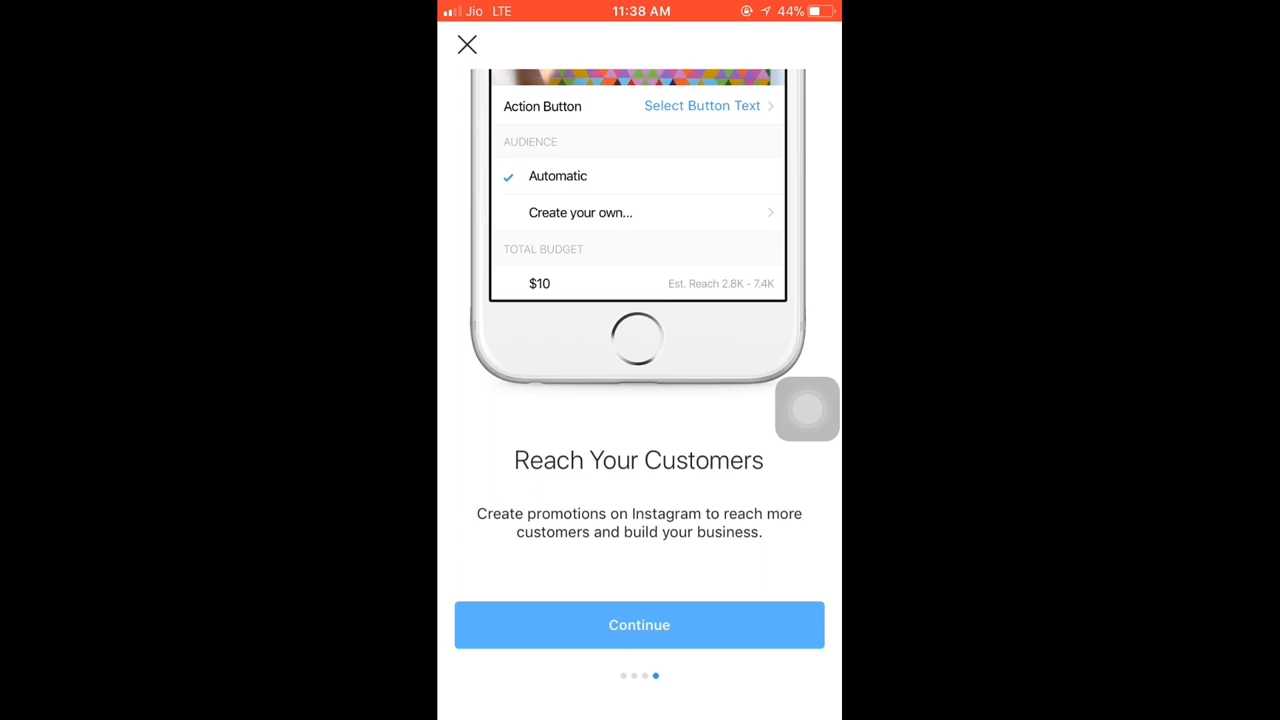 Jio LTE 11:38 AM 44%
Action Button Select Button Text
AUDIENCE
Automatic
Create your own...
TOTAL BUDGET
$10 Est. Reach 2.8K - 7.4K
Reach Your Customers
Create promotions on Instagram to reach more
customers and build your business.
Continue